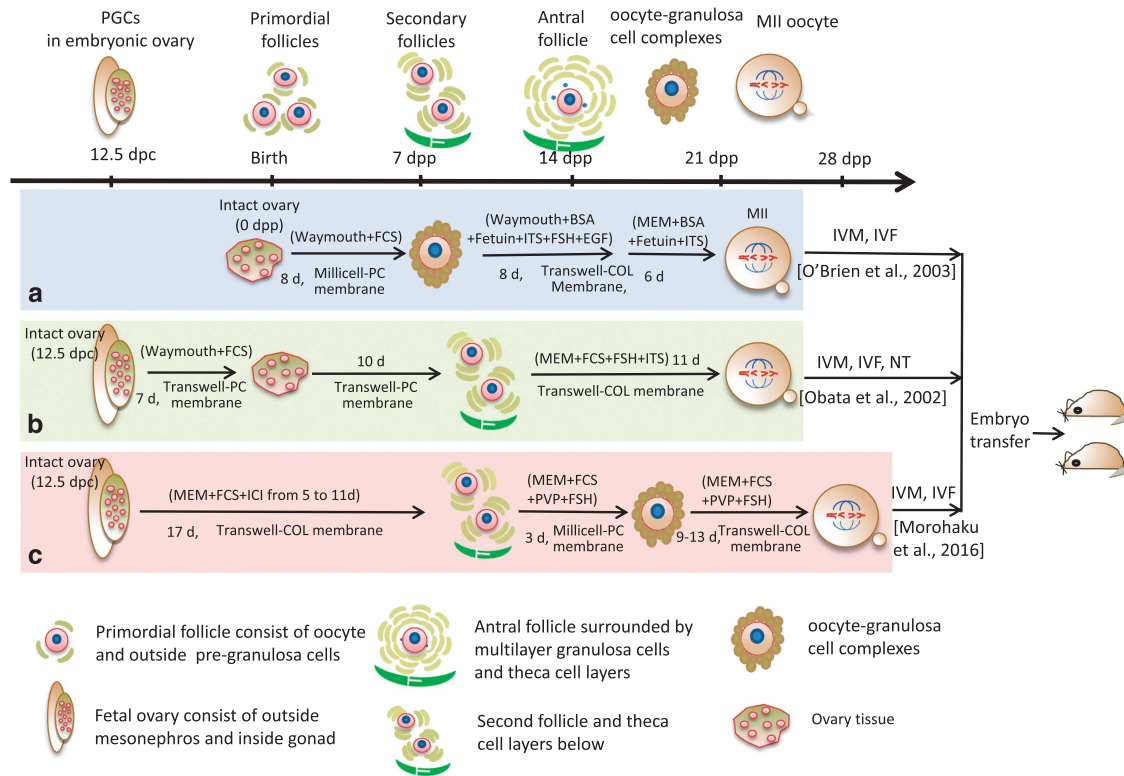 PGCs
in embryonic ovary
Primordial
follicles
Secondary
follicles
Antral
follicle
oocyte-granulosa
cell complexes
MII oocyte
12.5 dpc
Birth
7 dpp
14 dpp
21 dpp
28 dpp
Intact ovary
(0 dpp)
(Waymouth+FCS)
8 d,
Millicell-PC
membrane
(Waymouth+BSA
+Fetuin+ITS+FSH+EGF)
8 d,
Transwell-COL
Membrane,
(MEM+BSA
+Fetuin+ITS)
6 d
MII
IVM, IVF
[O'Brien et al., 2003]
a
Intact ovary
(12.5 dpc)
(Waymouth+FCS)
7 d,
Transwell-PC
membrane
10 d
Transwell-PC
membrane
(MEM+FCS+FSH+ITS) 11 d
Transwell-COL membrane
IVM, IVF, NT
[Obata et al., 2002]
b
Embryo
transfer
Intact ovary
(12.5 dpc)
(MEM+FCS+ICI from 5 to 11d)
17 d, Transwell-COL membrane
(MEM+FCS
+PVP+FSH)
3 d,
Millicell-PC
membrane
(MEM+FCS
+PVP+FSH)
9-13 d,
Transwell-COL
membrane
IVM, IVF
[Morohaku
et al., 2016]
c
Primordial follicle consist of oocyte
and outside pre-granulosa cells
Antral follicle surrounded by
multilayer granulosa cells
and theca cell layers
oocyte-granulosa
cell complexes
Fetal ovary consist of outside
mesonephros and inside gonad
Second follicle and theca
cell layers below
Ovary tissue